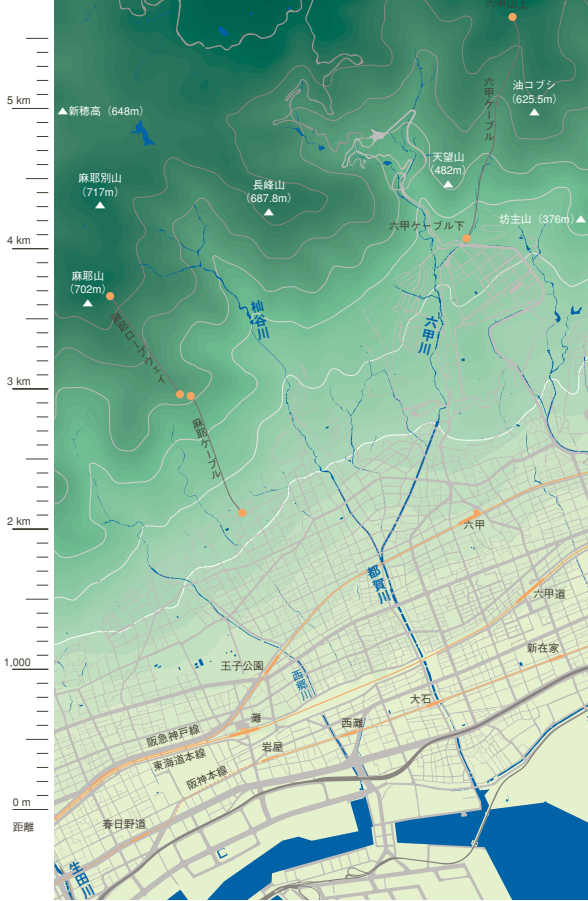 六甲山上
油コブシ
(625.5m)
六甲ケーブル
5 km
新穂高（648m）
天望山
(482m)
麻耶別山
(717m)
長峰山
(687.8m)
坊主山（376m）
六甲ケーブル下
4 km
麻耶山
(702m)
杣谷川
六甲川
麻耶ロープウェイ
3 km
麻耶ケーブル
2 km
六甲
都賀川
六甲道
新在家
1,000
王子公園
西郷川
大石
灘
西灘
阪急神戸線
岩屋
東海道本線
阪神本線
0 m
春日野道
距離
生田川